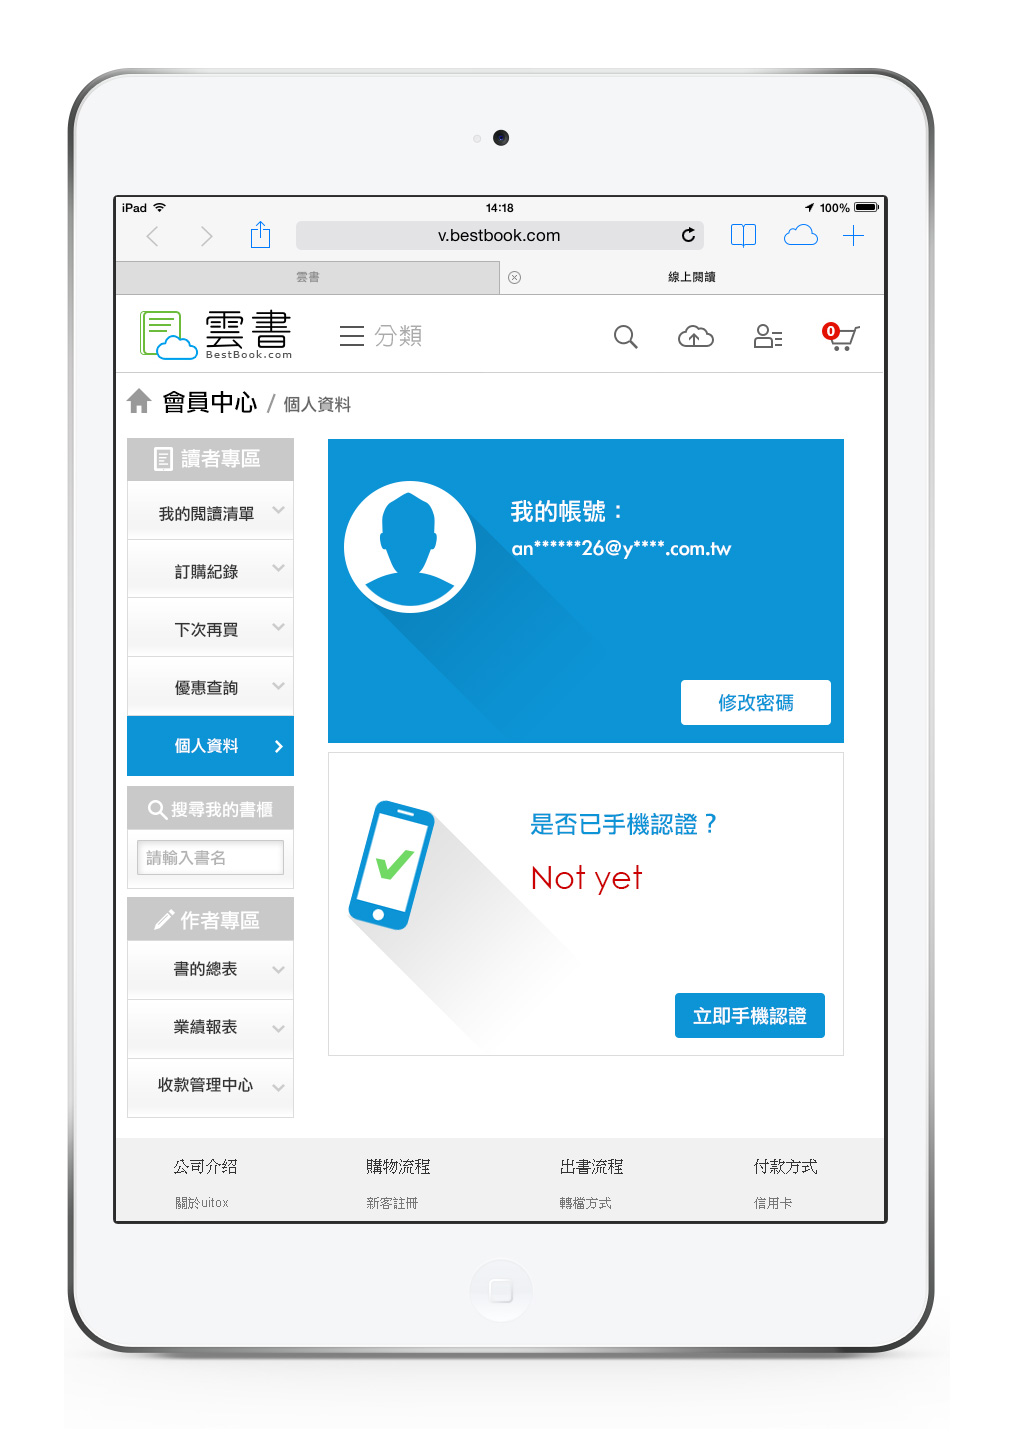 iPad 14:18 100%
v.bestbook.com
雲書 線上閱讀
雲書
BestBook.com
分類
0
會員中心 / 個人資料
讀者專區
我的閱讀清單
訂購紀錄
下次再買
優惠查詢
個人資料
搜尋我的書櫃
請輸入書名
作者專區
書的總表
業績報表
收款管理中心
我的帳號：
an******26@y****.com.tw
修改密碼
是否已手機認證？
Not yet
立即手機認證
公司介绍 購物流程 出書流程 付款方式
關於uitox 新客註冊 轉檔方式 信用卡